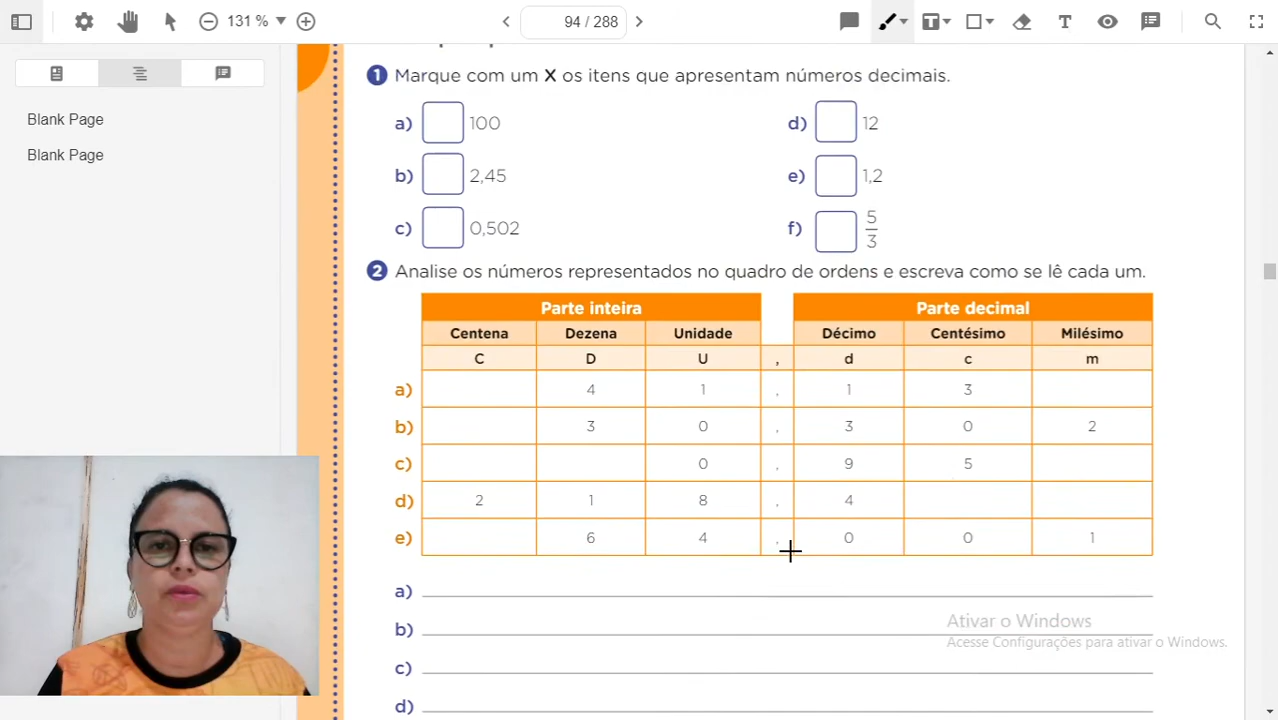 131 %
94 / 288
Blank Page
Blank Page
1 Marque com um X os itens que apresentam números decimais.
a) 100
d) 12
b) 2,45
e) 1,2
c) 0,502
f) 5/3
2 Analise os números representados no quadro de ordens e escreva como se lê cada um.
Parte inteira Parte decimal
Centena Dezena Unidade Décimo Centésimo Milésimo
C D U , d c m
a) 4 1 , 1 3
b) 3 0 , 3 0 2
c) 0 , 9 5
d) 2 1 8 , 4
e) 6 4 , 0 0 1
a)
b)
c)
d)
Ativar o Windows
Acesse Configurações para ativar o Windows.